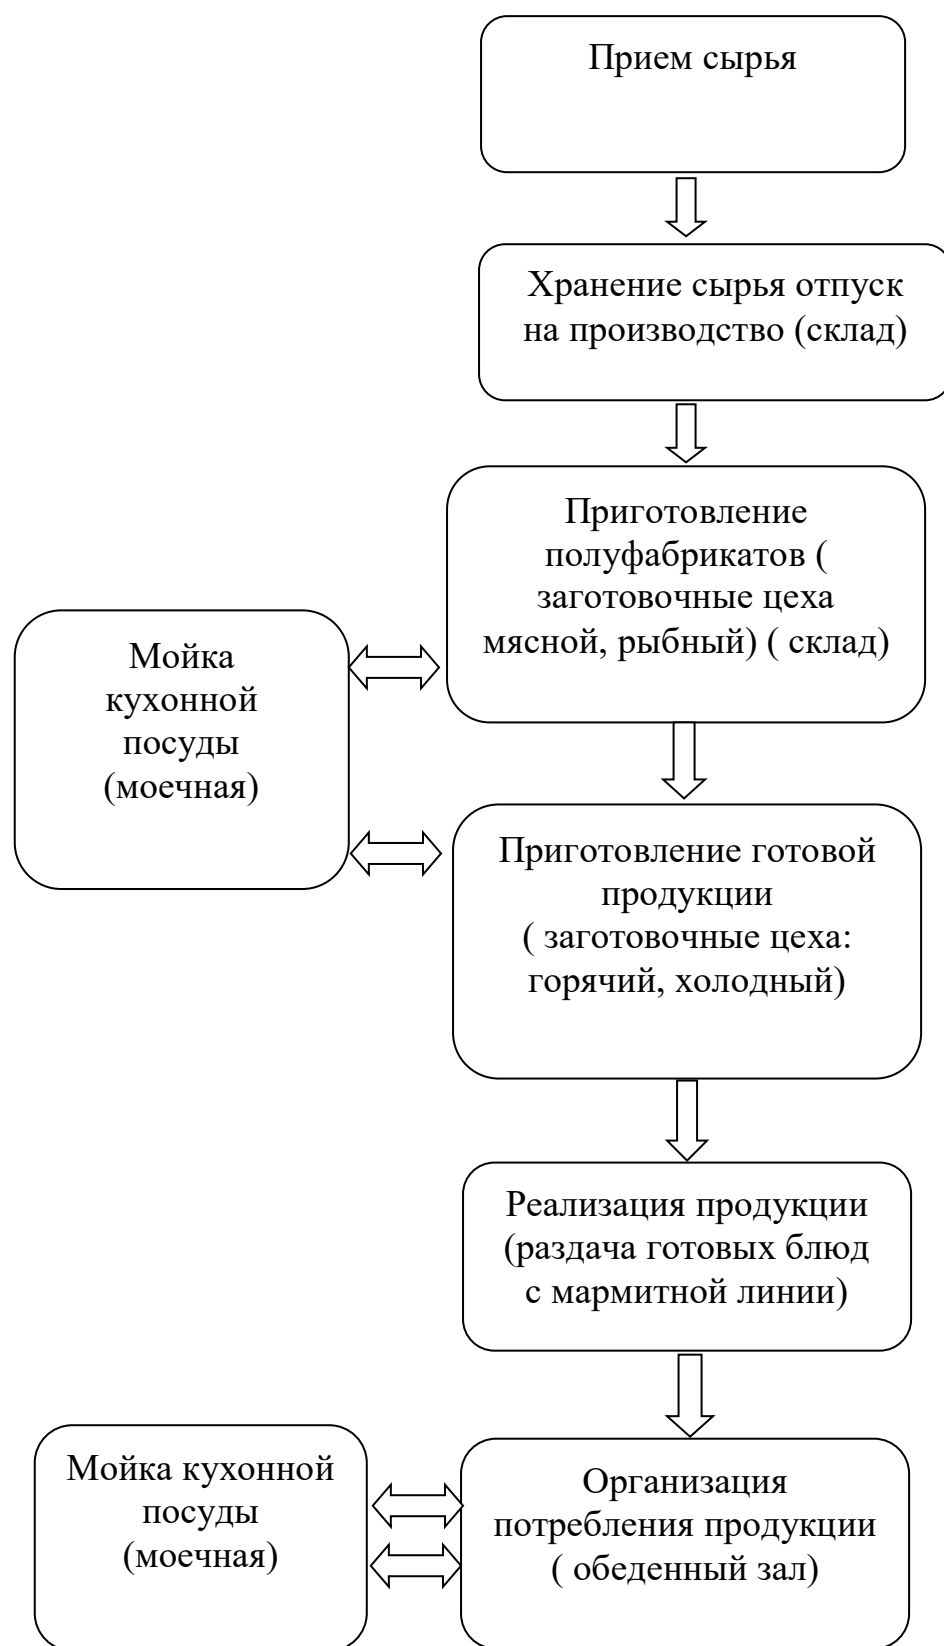 Прием сырья
Хранение сырья отпуск
на производство (склад)
Приготовление
полуфабрикатов (
заготовочные цеха
мясной, рыбный) ( склад)
Мойка
кухонной
посуды
(моечная)
Приготовление готовой
продукции
( заготовочные цеха:
горячий, холодный)
Реализация продукции
(раздача готовых блюд
с мармитной линии)
Мойка кухонной
посуды
(моечная)
Организация
потребления продукции
( обеденный зал)